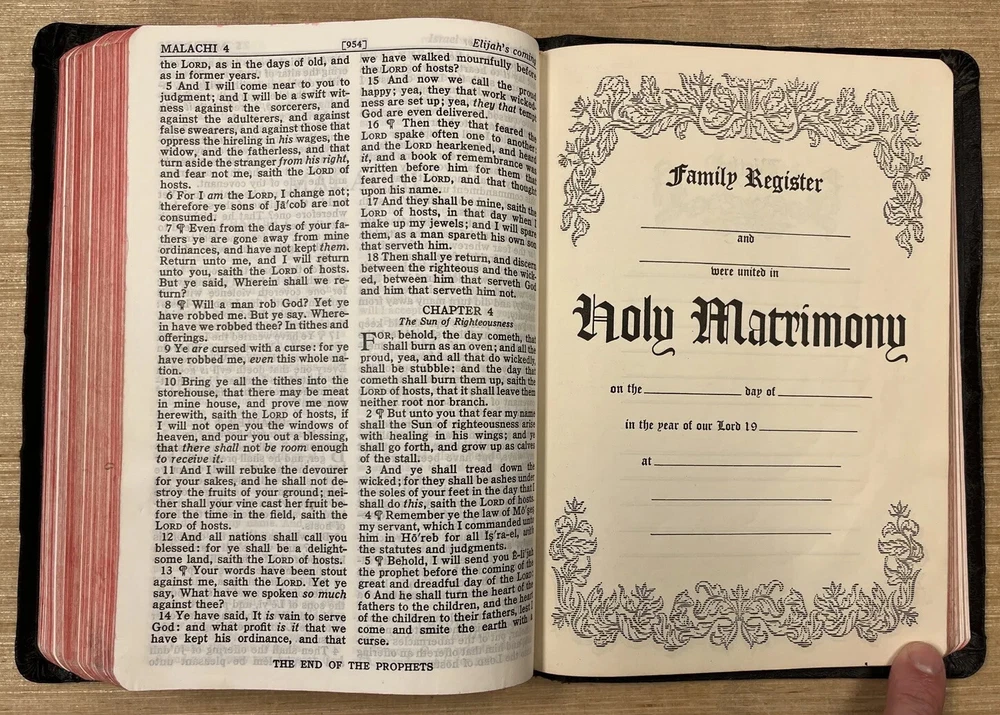 MALACHI 4 [954] Elijah's coming
the LORD, as in the days of old, and
as in former years.
5 And I will come near to you to
judgment; and I will be a swift wit-
ness against the sorcerers, and
against the adulterers, and against
false swearers, and against those that
oppress the hireling in his wages, the
widow, and the fatherless, and that
turn aside the stranger from his right,
and fear not me, saith the LORD of
hosts.
6 For I am the LORD, I change not;
therefore ye sons of Jā´cob are not
consumed.
7 ¶ Even from the days of your fa-
thers ye are gone away from mine
ordinances, and have not kept them.
Return unto me, and I will return
unto you, saith the LORD of hosts.
But ye said, Wherein shall we re-
turn?
8 ¶ Will a man rob God? Yet ye
have robbed me. But ye say. Where-
in have we robbed thee? In tithes and
offerings.
9 Ye are cursed with a curse: for ye
have robbed me, even this whole na-
tion.
10 Bring ye all the tithes into the
storehouse, that there may be meat
in mine house, and prove me now
herewith, saith the LORD of hosts, if
I will not open you the windows of
heaven, and pour you out a blessing,
that there shall not be room enough
to receive it.
11 And I will rebuke the devourer
for your sakes, and he shall not de-
stroy the fruits of your ground; nei-
ther shall your vine cast her fruit be-
fore the time in the field, saith the
LORD of hosts.
12 And all nations shall call you
blessed: for ye shall be a delight-
some land, saith the LORD of hosts.
13 ¶ Your words have been stout
against me, saith the LORD. Yet ye
say, What have we spoken so much
against thee?
14 Ye have said, It is vain to serve
God: and what profit is it that we
have kept his ordinance, and that
we have walked mournfully before
the LORD of hosts?
15 And now we call the proud
happy; yea, they that work wicked-
ness are set up; yea, they that tempt
God are even delivered.
16 ¶ Then they that feared the
LORD spake often one to another:
and the LORD hearkened, and heard
it, and a book of remembrance was
written before him for them that
feared the LORD, and that thought
upon his name.
17 And they shall be mine, saith the
LORD of hosts, in that day when I
make up my jewels; and I will spare
them, as a man spareth his own son
that serveth him.
18 Then shall ye return, and discern
between the righteous and the wick-
ed, between him that serveth God
and him that serveth him not.
CHAPTER 4
The Sun of Righteousness
FOR, behold, the day cometh, that
shall burn as an oven; and all the
proud, yea, and all that do wickedly,
shall be stubble: and the day that
cometh shall burn them up, saith the
LORD of hosts, that it shall leave them
neither root nor branch.
2 ¶ But unto you that fear my name
shall the Sun of righteousness arise
with healing in his wings; and ye
shall go forth, and grow up as calves
of the stall.
3 And ye shall tread down the
wicked; for they shall be ashes under
the soles of your feet in the day that I
shall do this, saith the LORD of hosts.
4 ¶ Remember ye the law of Mō´ṣeṣ
my servant, which I commanded unto
him in Hō´reb for all Iṣ´ra-el, with
the statutes and judgments.
5 ¶ Behold, I will send you E-lī´jah
the prophet before the coming of the
great and dreadful day of the LORD:
6 And he shall turn the heart of the
fathers to the children, and the heart
of the children to their fathers, lest I
come and smite the earth with a
curse.
THE END OF THE PROPHETS
Family Register
and
were united in
Holy Matrimony
on the day of
in the year of our Lord 19
at